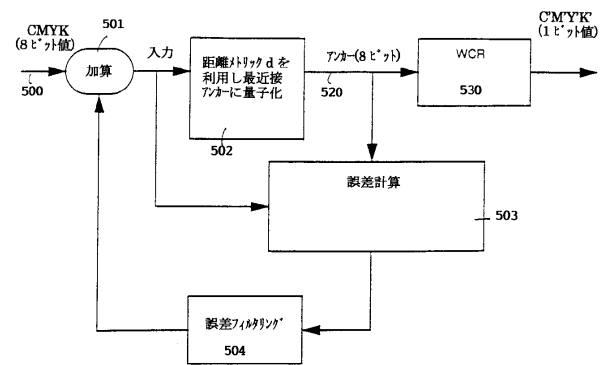 CMYK
(8ﾋﾞｯﾄ値)
500
501
加算
入力
距離ﾒﾄﾘｯｸdを
利用し最近接
ｱﾝｶｰに量子化
502
ｱﾝｶｰ(8ﾋﾞｯﾄ)
520
WCR
530
C'M'Y'K'
(1ﾋﾞｯﾄ値)
誤差計算
503
誤差ﾌｨﾙﾀﾘﾝｸﾞ
504